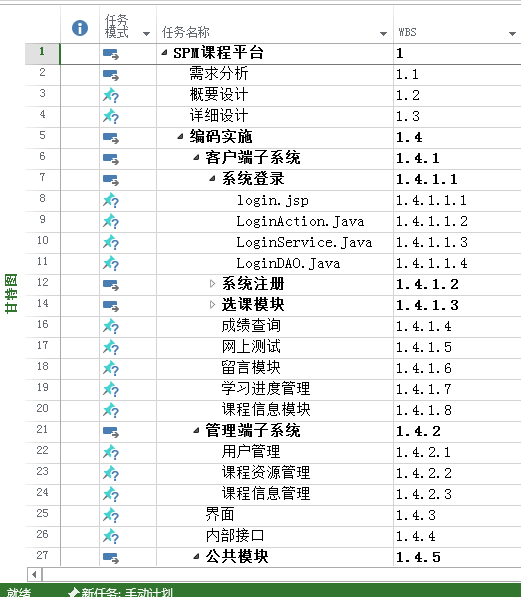 任务
模式 任务名称 WBS
1 SPM课程平台 1
2 需求分析 1.1
3 概要设计 1.2
4 详细设计 1.3
5 编码实施 1.4
6 客户端子系统 1.4.1
7 系统登录 1.4.1.1
8 login.jsp 1.4.1.1.1
9 LoginAction.Java 1.4.1.1.2
10 LoginService.Java 1.4.1.1.3
11 LoginDAO.Java 1.4.1.1.4
12 系统注册 1.4.1.2
14 选课模块 1.4.1.3
16 成绩查询 1.4.1.4
17 网上测试 1.4.1.5
18 留言模块 1.4.1.6
19 学习进度管理 1.4.1.7
20 课程信息模块 1.4.1.8
21 管理端子系统 1.4.2
22 用户管理 1.4.2.1
23 课程资源管理 1.4.2.2
24 课程信息管理 1.4.2.3
25 界面 1.4.3
26 内部接口 1.4.4
27 公共模块 1.4.5
甘特图
就绪 新任务: 手动计划